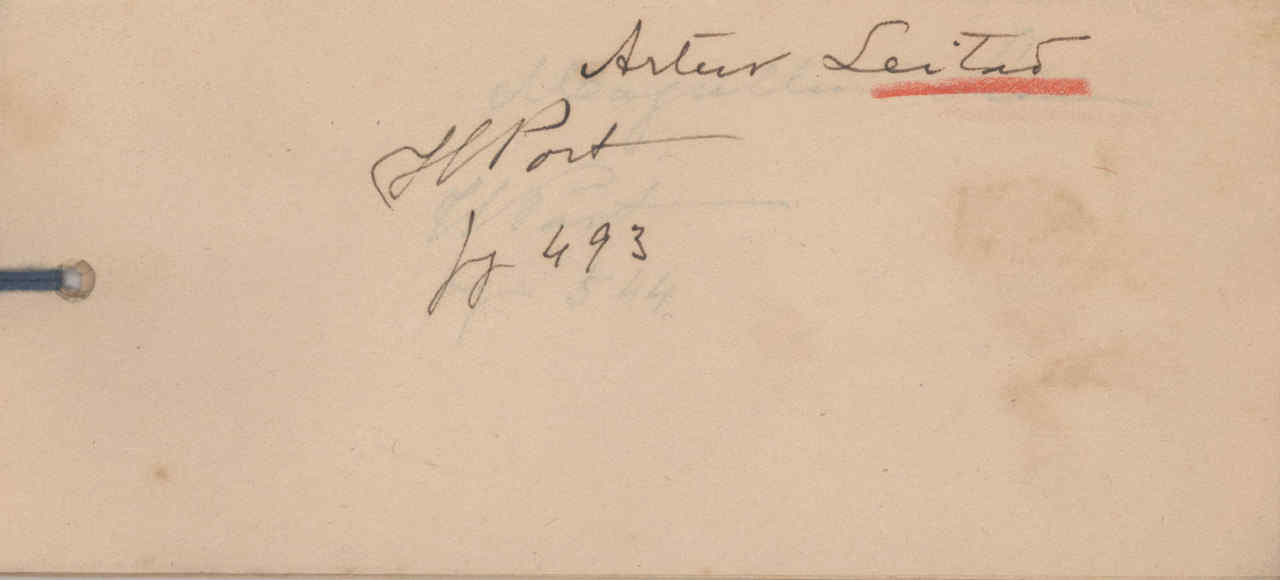 Artur Leitão
H Port
fg 493